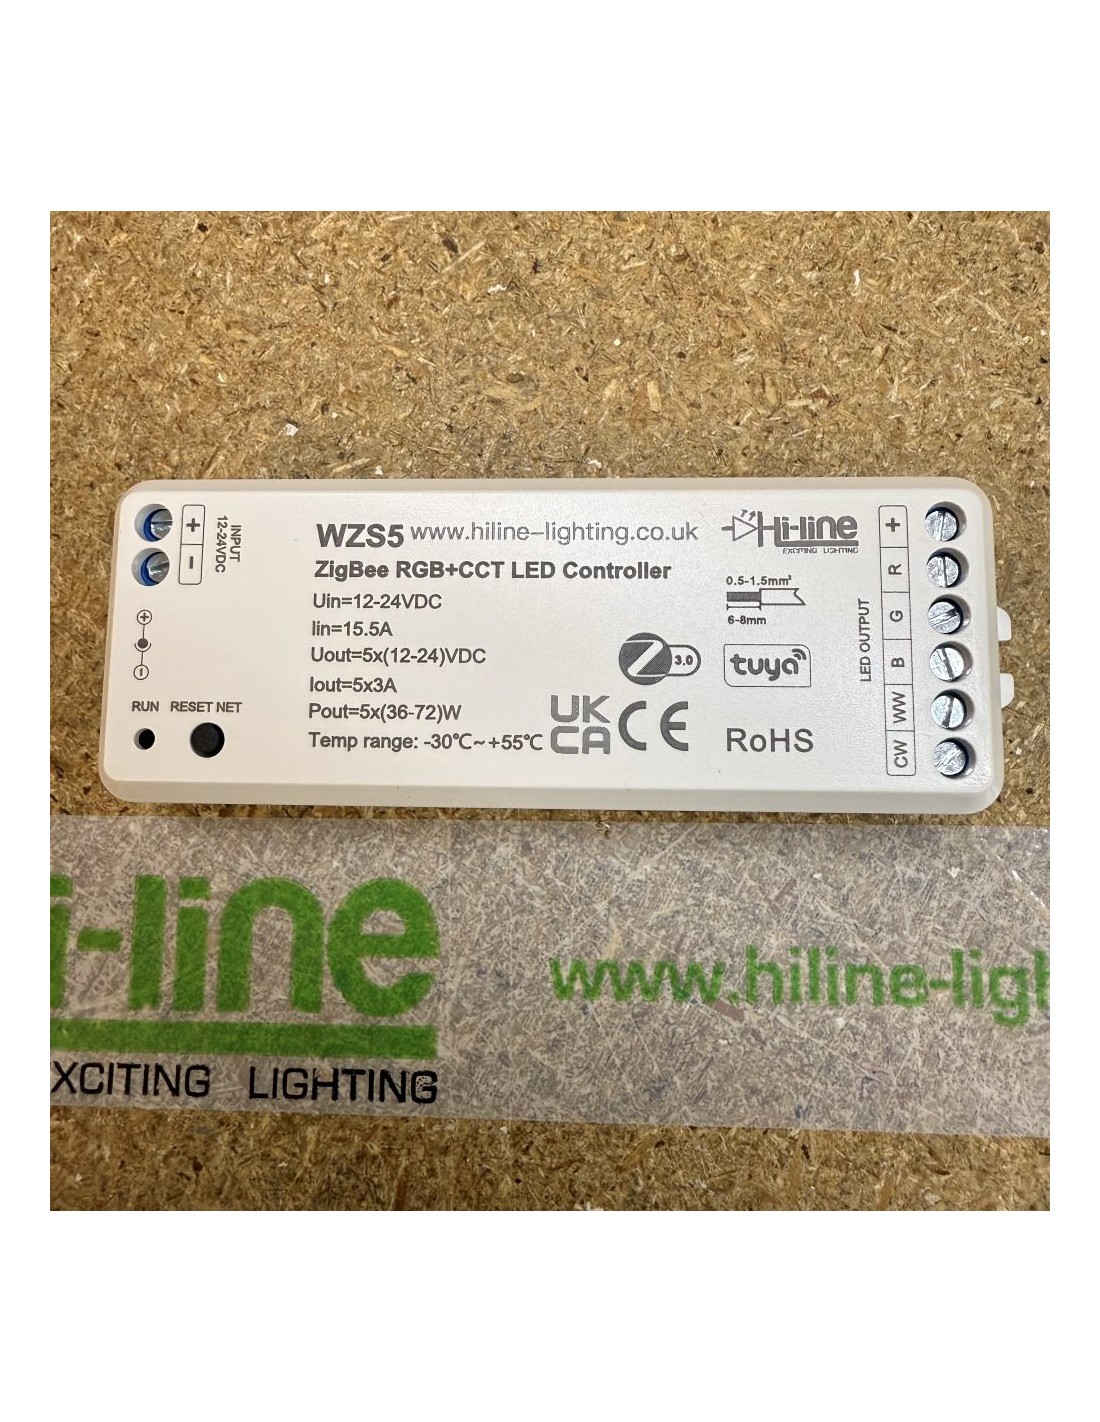 INPUT
12-24VDC
+
-
RUN
RESET NET
WZS5 www.hiline-lighting.co.uk
ZigBee RGB+CCT LED Controller
Uin=12-24VDC
Iin=15.5A
Uout=5x(12-24)VDC
Iout=5x3A
Pout=5x(36-72)W
Temp range: -30℃~+55℃
UK
CA
CE
3.0
Hi-line
EXCITING LIGHTING
0.5-1.5mm²
6-8mm
tuya
RoHS
LED OUTPUT
+
R
G
B
WW
CW
i-line
XCITING LIGHTING
www.hiline-ligh